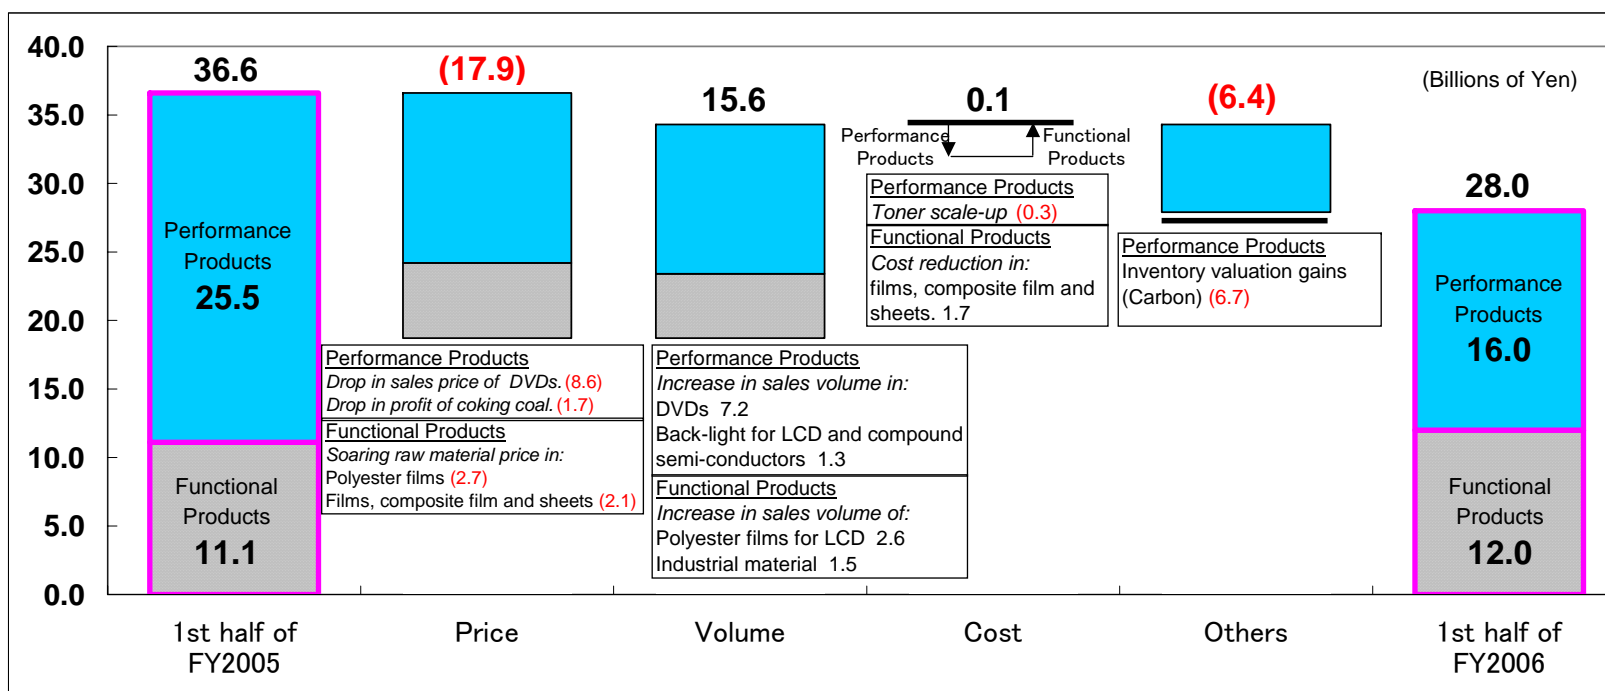 40.0
35.0
30.0
25.0
20.0
15.0
10.0
5.0
0.0
(Billions of Yen)
36.6
Performance
Products
25.5
Functional
Products
11.1
(17.9)
Performance Products
Drop in sales price of DVDs. (8.6)
Drop in profit of coking coal. (1.7)
Functional Products
Soaring raw material price in:
Polyester films (2.7)
Films, composite film and sheets (2.1)
15.6
Performance Products
Increase in sales volume in:
DVDs 7.2
Back-light for LCD and compound
semi-conductors 1.3
Functional Products
Increase in sales volume of:
Polyester films for LCD 2.6
Industrial material 1.5
0.1
Performance
Products
Functional
Products
Performance Products
Toner scale-up (0.3)
Functional Products
Cost reduction in:
films, composite film and
sheets. 1.7
(6.4)
Performance Products
Inventory valuation gains
(Carbon) (6.7)
28.0
Performance
Products
16.0
Functional
Products
12.0
1st half of
FY2005
Price
Volume
Cost
Others
1st half of
FY2006